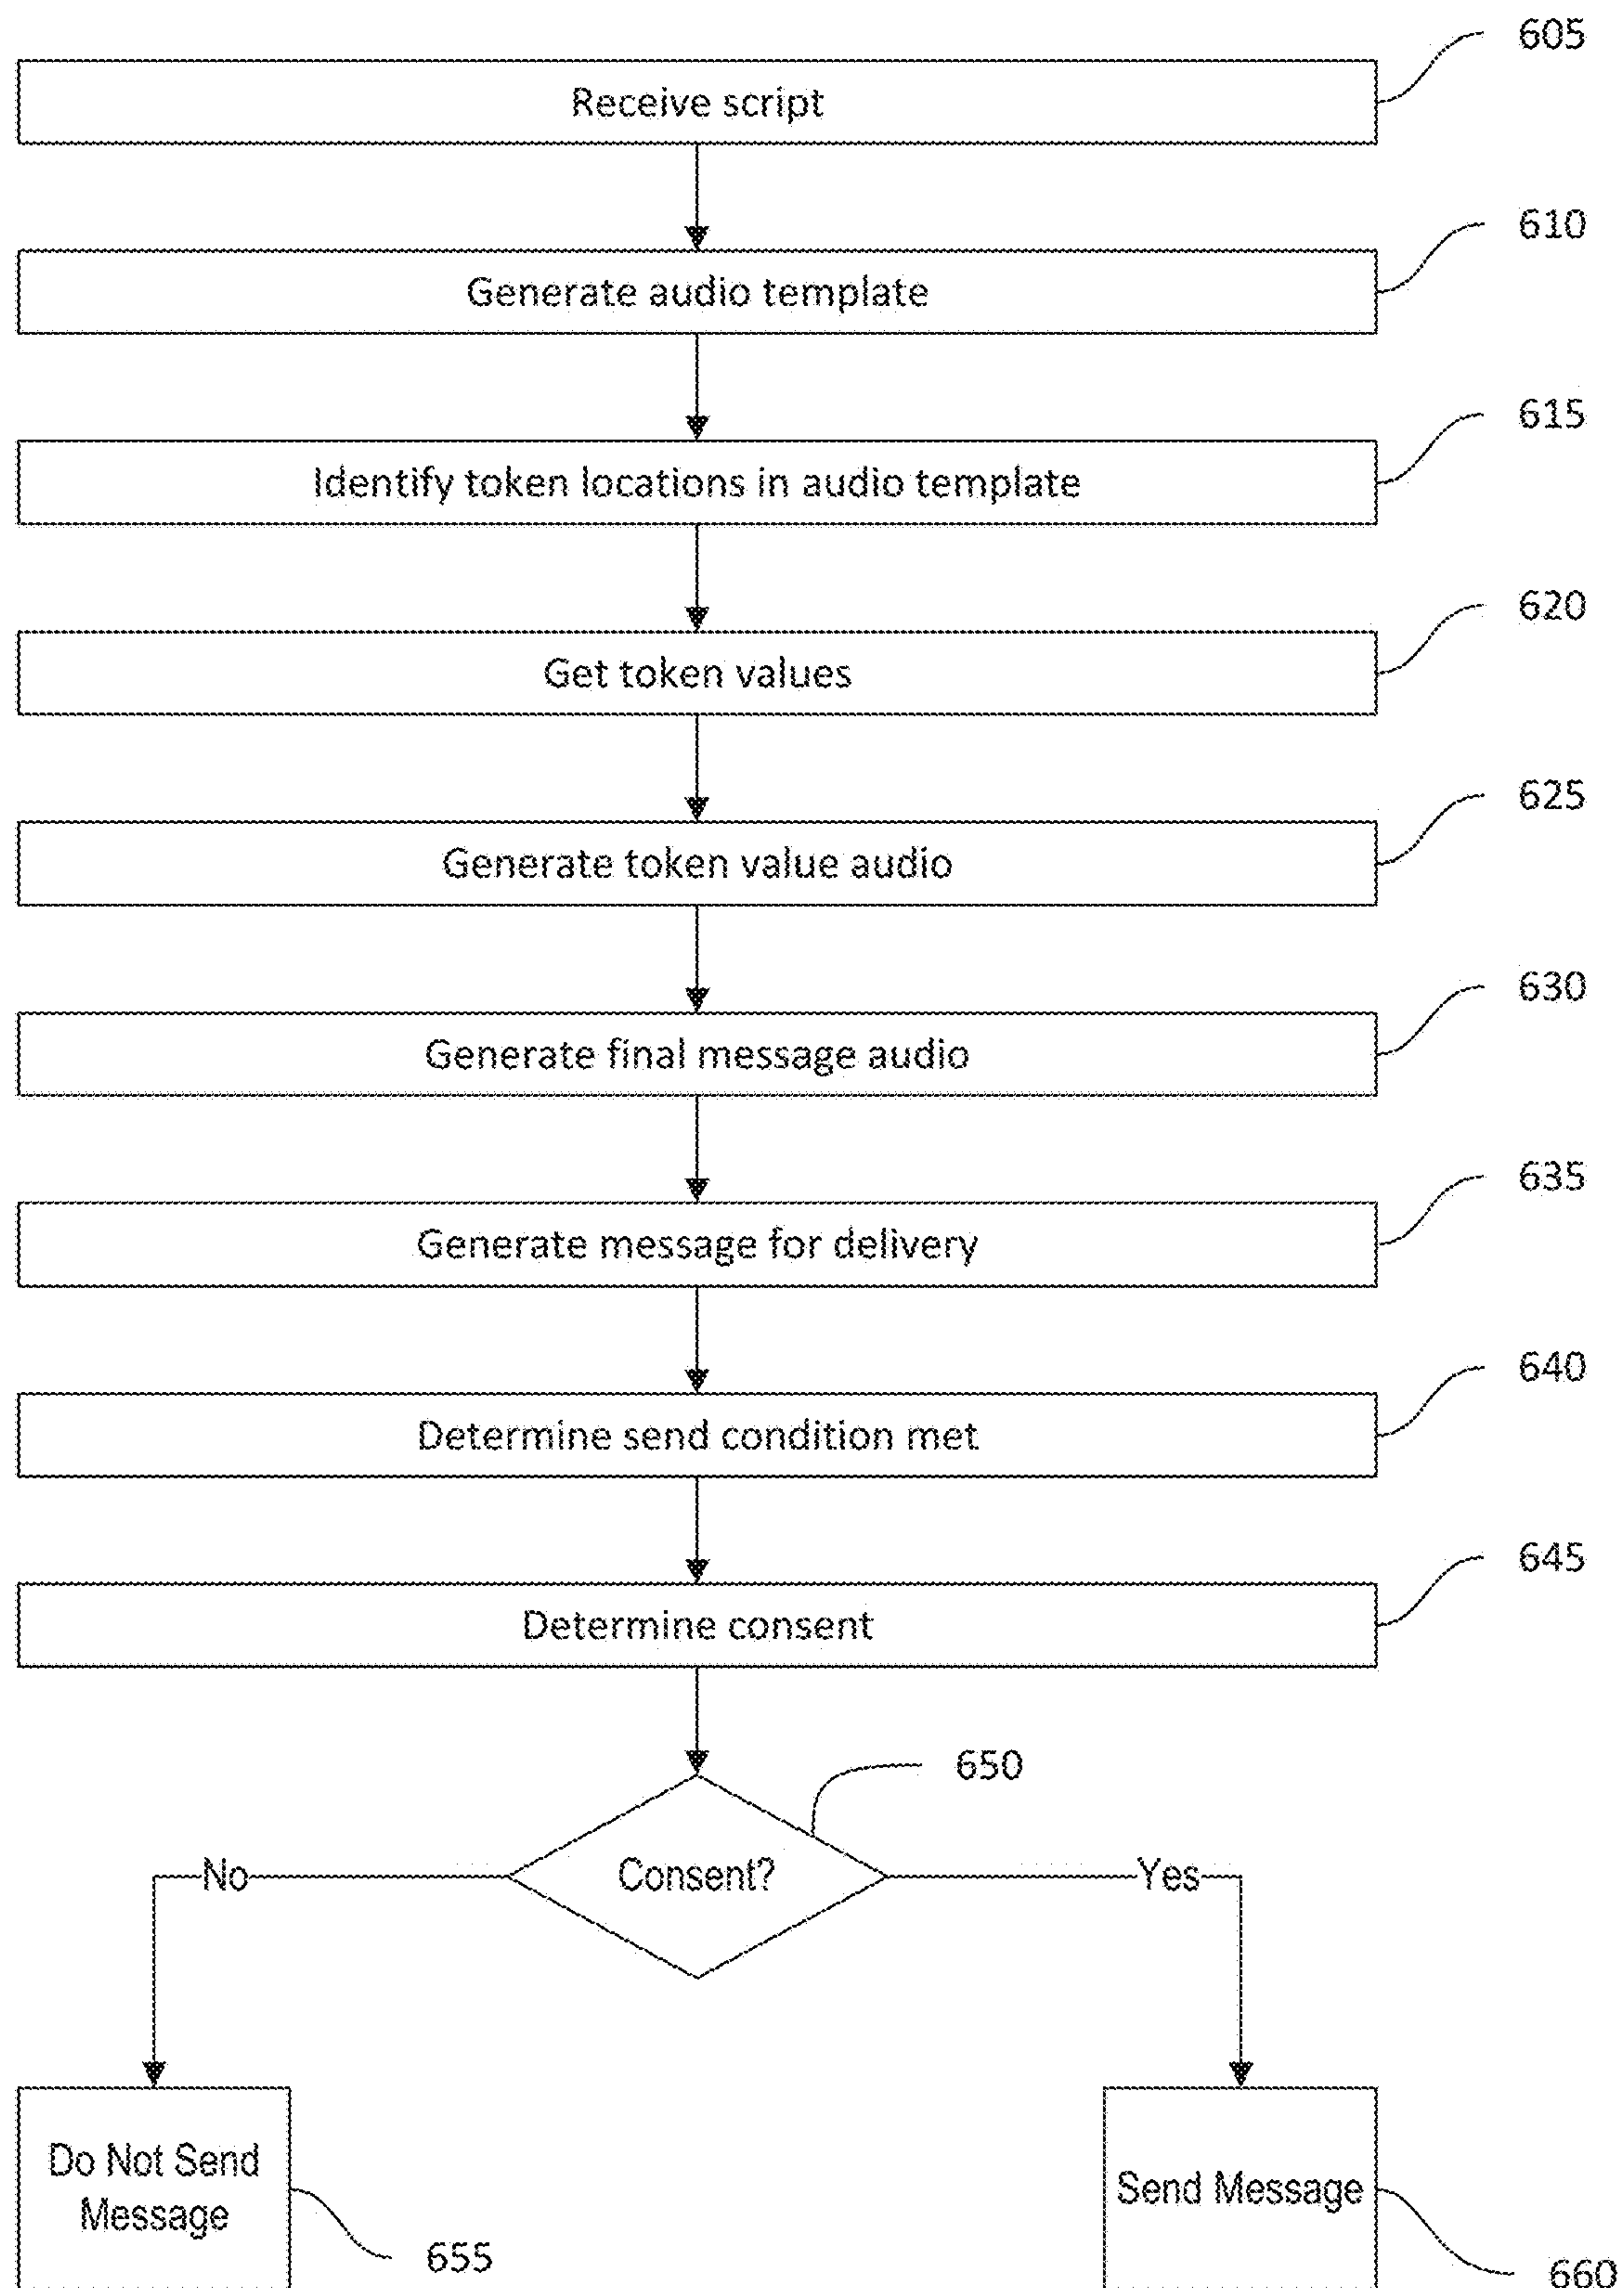 605
Receive script
610
Generate audio template
615
Identify token locations in audio template
620
Get token values
625
Generate token value audio
630
Generate final message audio
635
Generate message for delivery
640
Determine send condition met
645
Determine consent
650
No
Consent?
Yes
Do Not Send
Message
Send Message
655
660